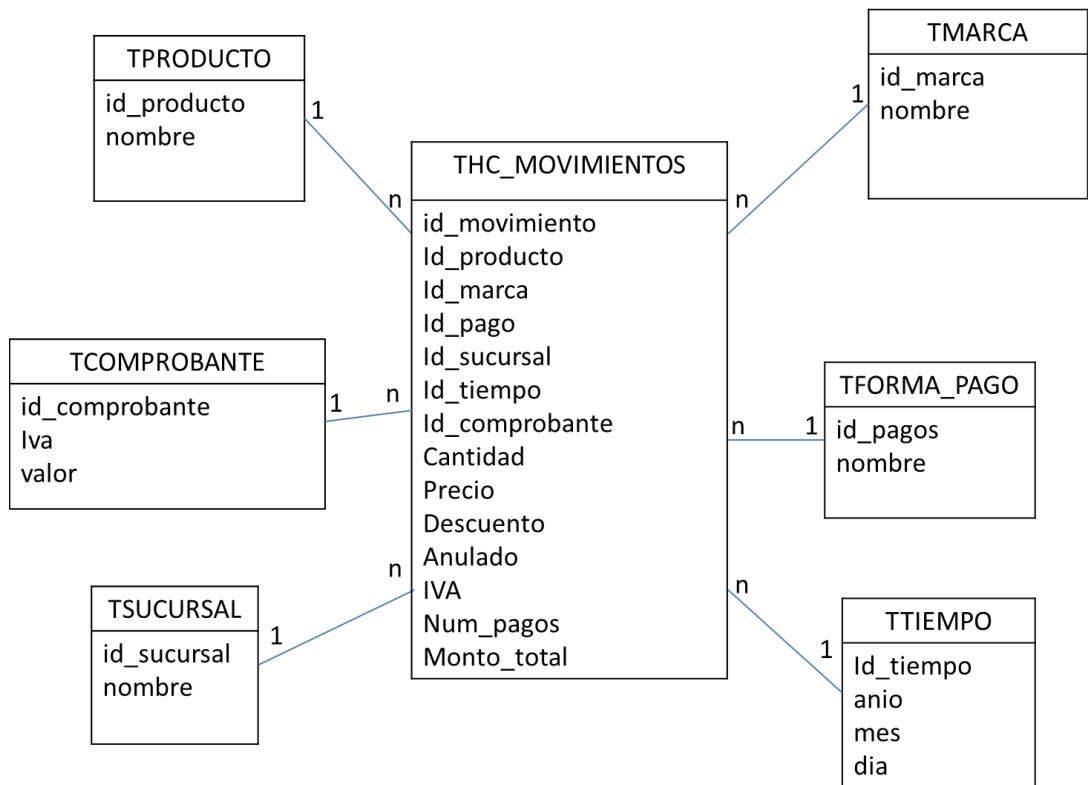 TPRODUCTO
id_producto
nombre
1
n
TMARCA
id_marca
nombre
1
n
THC_MOVIMIENTOS
id_movimiento
Id_producto
Id_marca
Id_pago
Id_sucursal
Id_tiempo
Id_comprobante
Cantidad
Precio
Descuento
Anulado
IVA
Num_pagos
Monto_total
TCOMPROBANTE
id_comprobante
Iva
valor
1
n
TFORMA_PAGO
id_pagos
nombre
n
1
TSUCURSAL
id_sucursal
nombre
1
n
TTIEMPO
Id_tiempo
anio
mes
dia
n
1